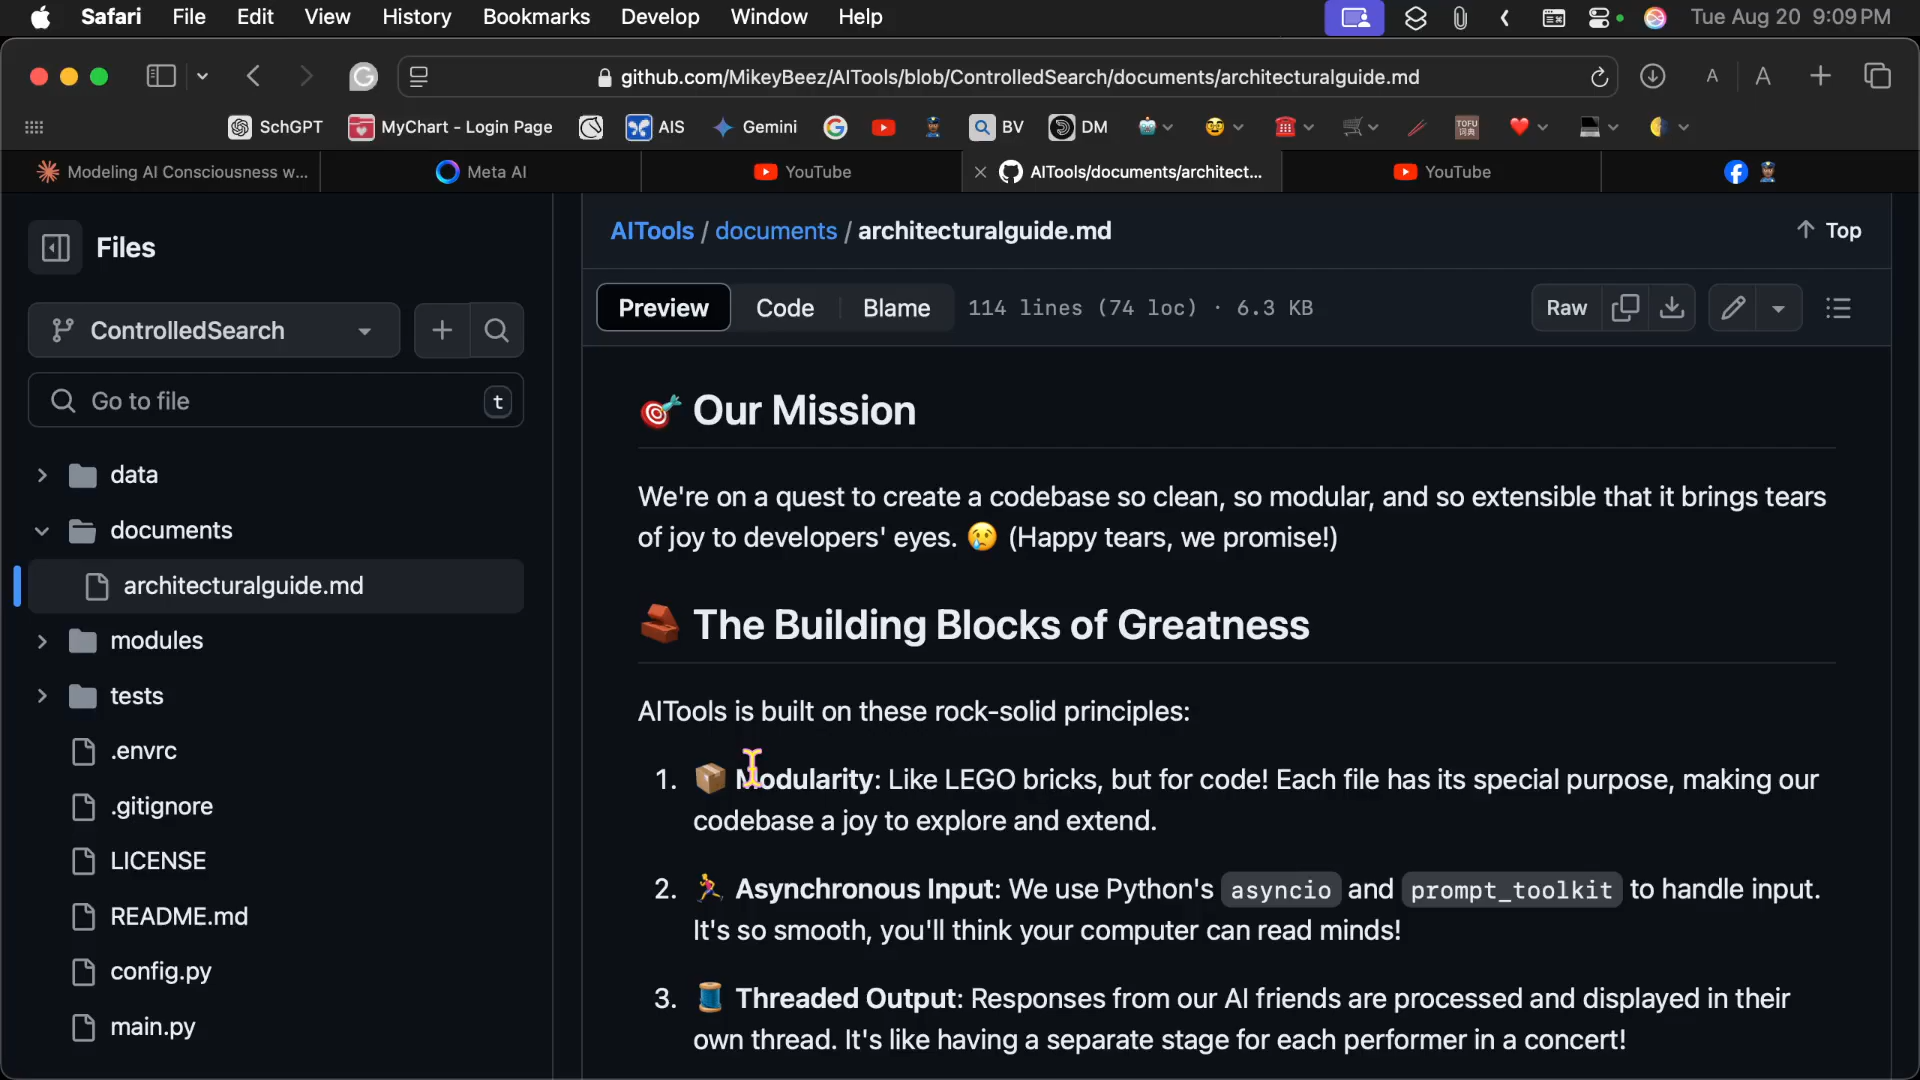 Safari File Edit View History Bookmarks Develop Window Help Tue Aug 20 9:09 PM
github.com/MikeyBeez/AITools/blob/ControlledSearch/documents/architecturalguide.md A A
SchGPT MyChart - Login Page AIS Gemini BV DM TOFU
Modeling AI Consciousness w... Meta AI YouTube AITools/documents/architect... YouTube
Files
ControlledSearch
Go to file t
data
documents
architecturalguide.md
modules
tests
.envrc
.gitignore
LICENSE
README.md
config.py
main.py
AITools / documents / architecturalguide.md Top
Preview Code Blame 114 lines (74 loc) · 6.3 KB Raw
🎯 Our Mission
We're on a quest to create a codebase so clean, so modular, and so extensible that it brings tears
of joy to developers' eyes. 😢 (Happy tears, we promise!)
🧱 The Building Blocks of Greatness
AITools is built on these rock-solid principles:
1. 📦 Modularity: Like LEGO bricks, but for code! Each file has its special purpose, making our
codebase a joy to explore and extend.
2. 🏃 Asynchronous Input: We use Python's asyncio and prompt_toolkit to handle input.
It's so smooth, you'll think your computer can read minds!
3. 🧵 Threaded Output: Responses from our AI friends are processed and displayed in their
own thread. It's like having a separate stage for each performer in a concert!